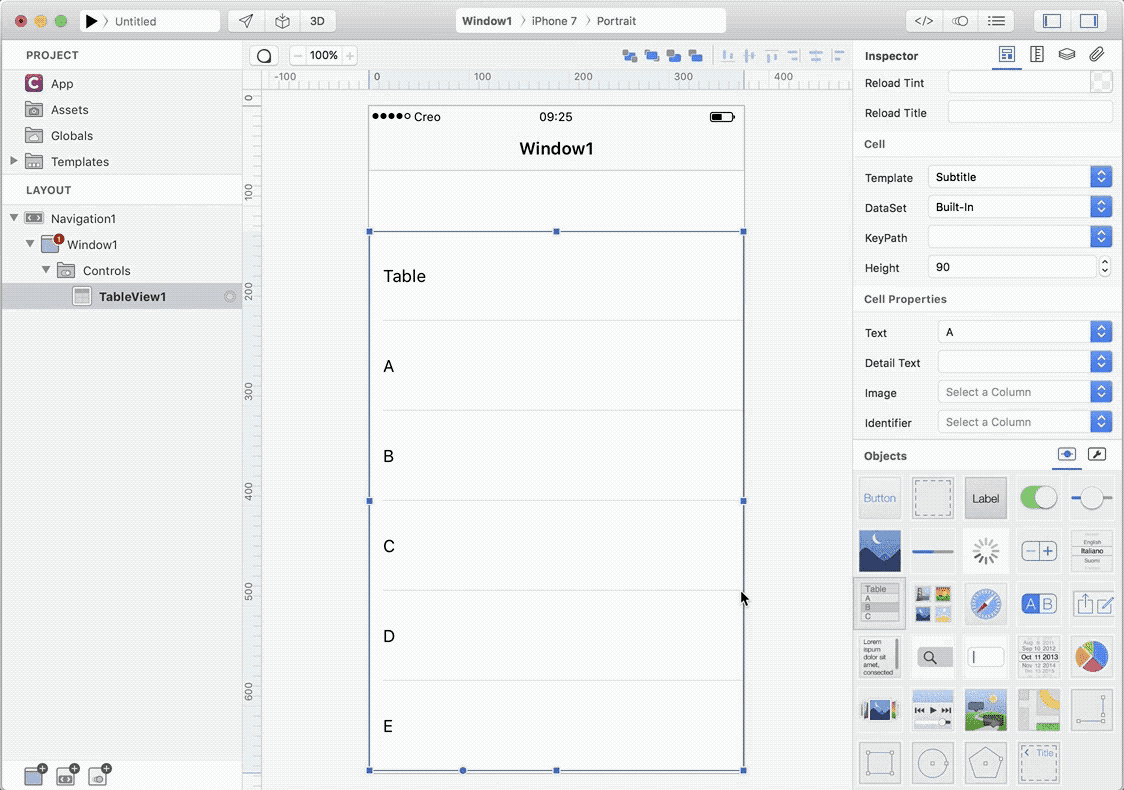 Untitled
3D
Window1 iPhone 7 Portrait
</>
PROJECT
App
Assets
Globals
Templates
LAYOUT
Navigation1
1
Window1
Controls
TableView1
100%
-100 0 100 200 300 400
0
100
200
300
400
500
600
Creo 09:25
Window1
Table
A
B
C
D
E
Inspector
Reload Tint
Reload Title
Cell
Template Subtitle
DataSet Built-In
KeyPath
Height 90
Cell Properties
Text A
Detail Text
Image Select a Column
Identifier Select a Column
Objects
Button Label
English
Italiano
Suomi
Table
A
B
C
A B
Lorem
ipsum
dolor sit
amet,
consected
Aug 9 2011
Sep 10 2012
Oct 11 2013
Nov 12 2014
Title